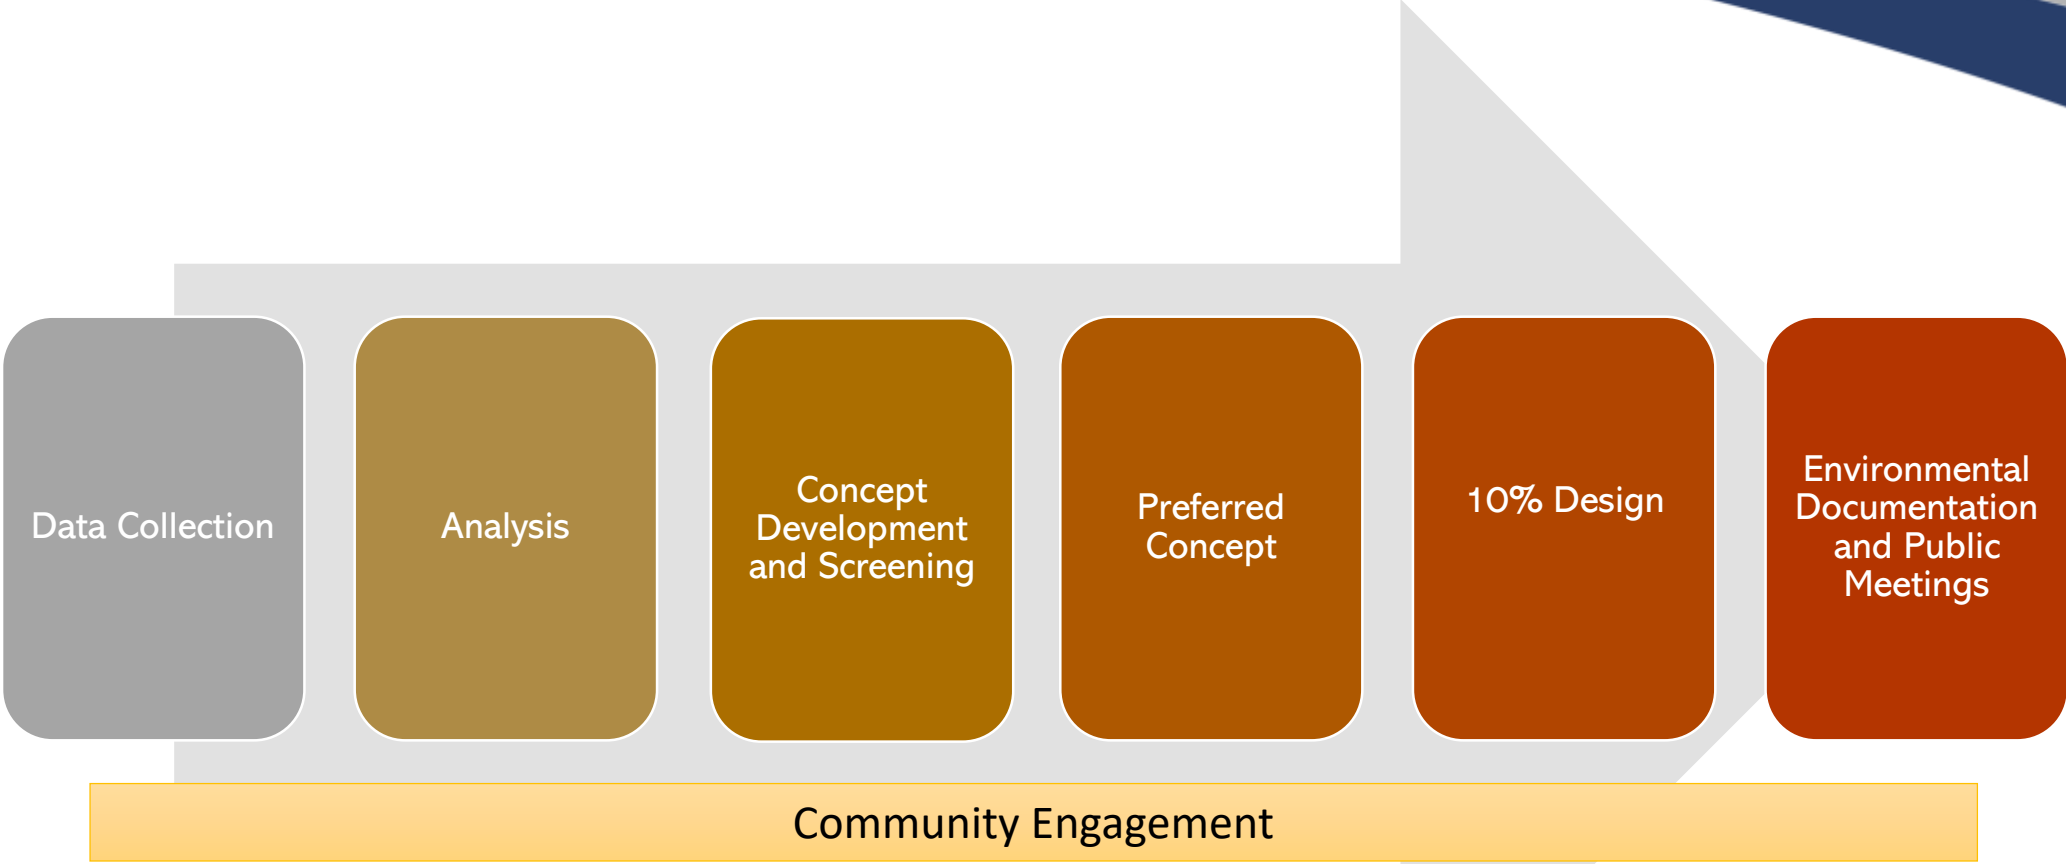 Data Collection
Analysis
Concept
Development
and Screening
Preferred
Concept
10% Design
Environmental
Documentation
and Public
Meetings
Community Engagement